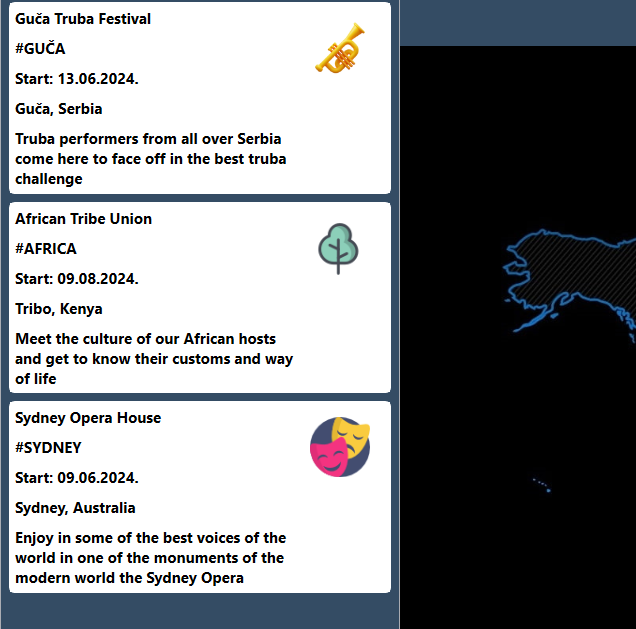 Guča Truba Festival
#GUČA
Start: 13.06.2024.
Guča, Serbia
Truba performers from all over Serbia
come here to face off in the best truba
challenge
African Tribe Union
#AFRICA
Start: 09.08.2024.
Tribo, Kenya
Meet the culture of our African hosts
and get to know their customs and way
of life
Sydney Opera House
#SYDNEY
Start: 09.06.2024.
Sydney, Australia
Enjoy in some of the best voices of the
world in one of the monuments of the
modern world the Sydney Opera